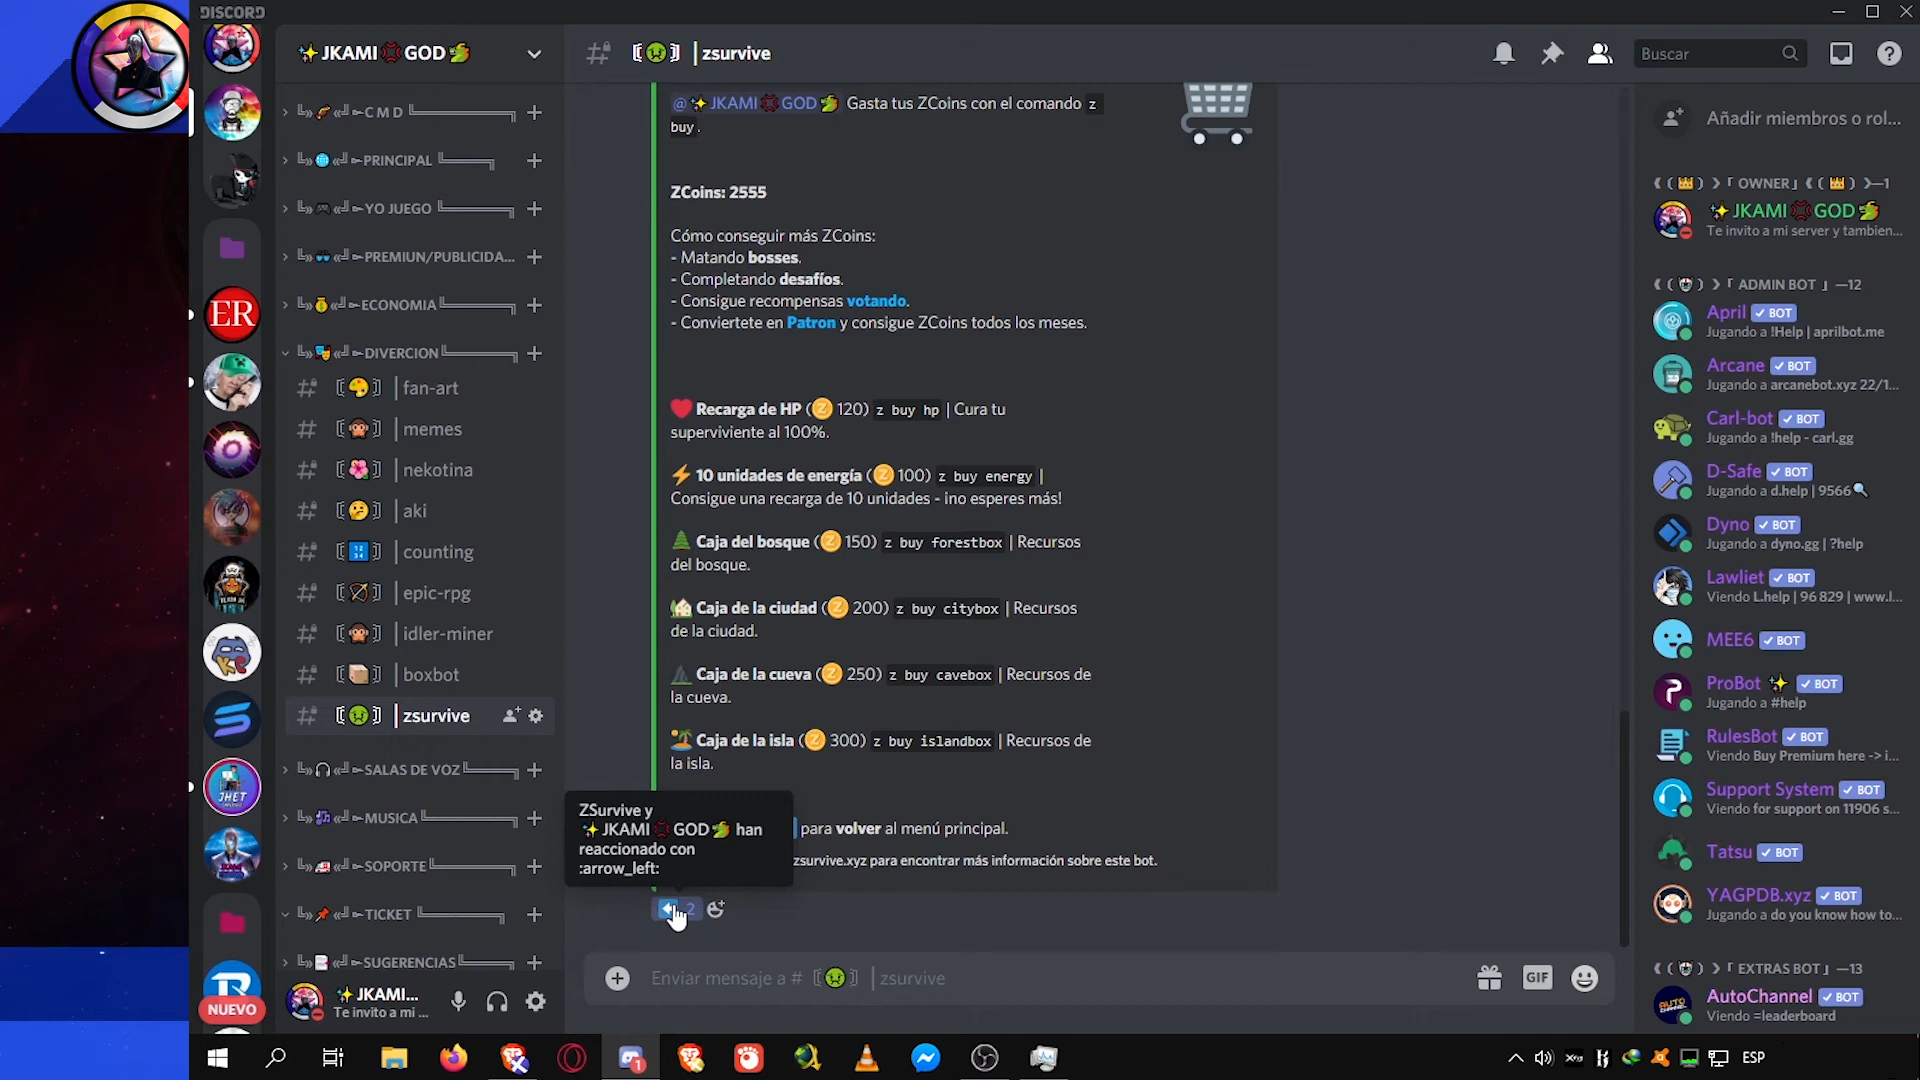 DISCORD
JKAMI GOD
C M D
PRINCIPAL
YO JUEGO
PREMIUN/PUBLICIDA...
ECONOMIA
DIVERCION
fan-art
memes
nekotina
aki
counting
epic-rpg
idler-miner
boxbot
zsurvive
SALAS DE VOZ
MUSICA
SOPORTE
TICKET
SUGERENCIAS
ER
JHET
NUEVO
JKAMI...
Te invito a mi ...
zsurvive
Buscar
@ JKAMI GOD Gasta tus ZCoins con el comando z
buy .
ZCoins: 2555
Cómo conseguir más ZCoins:
- Matando bosses.
- Completando desafíos.
- Consigue recompensas votando.
- Conviertete en Patron y consigue ZCoins todos los meses.
Recarga de HP (Z 120) z buy hp | Cura tu
superviviente al 100%.
10 unidades de energía (Z 100) z buy energy |
Consigue una recarga de 10 unidades - ¡no esperes más!
Caja del bosque (Z 150) z buy forestbox | Recursos
del bosque.
Caja de la ciudad (Z 200) z buy citybox | Recursos
de la ciudad.
Caja de la cueva (Z 250) z buy cavebox | Recursos de
la cueva.
Caja de la isla (Z 300) z buy islandbox | Recursos de
la isla.
ZSurvive y
JKAMI GOD han
reaccionado con
:arrow_left:
para volver al menú principal.
zsurvive.xyz para encontrar más información sobre este bot.
2
Enviar mensaje a # zsurvive
GIF
Añadir miembros o rol...
OWNER —1
JKAMI GOD
Te invito a mi server y tambien...
ADMIN BOT —12
April BOT
Jugando a !Help | aprilbot.me
Arcane BOT
Jugando a arcanebot.xyz 22/1...
Carl-bot BOT
Jugando a !help - carl.gg
D-Safe BOT
Jugando a d.help | 9566
Dyno BOT
Jugando a dyno.gg | ?help
Lawliet BOT
Viendo L.help | 96 829 | www.l...
MEE6 BOT
ProBot BOT
Jugando a #help
RulesBot BOT
Viendo Buy Premium here -> i...
Support System BOT
Viendo for support on 11906 s...
Tatsu BOT
YAGPDB.xyz BOT
Jugando a do you know how to...
EXTRAS BOT —13
AutoChannel BOT
Viendo =leaderboard
ESP